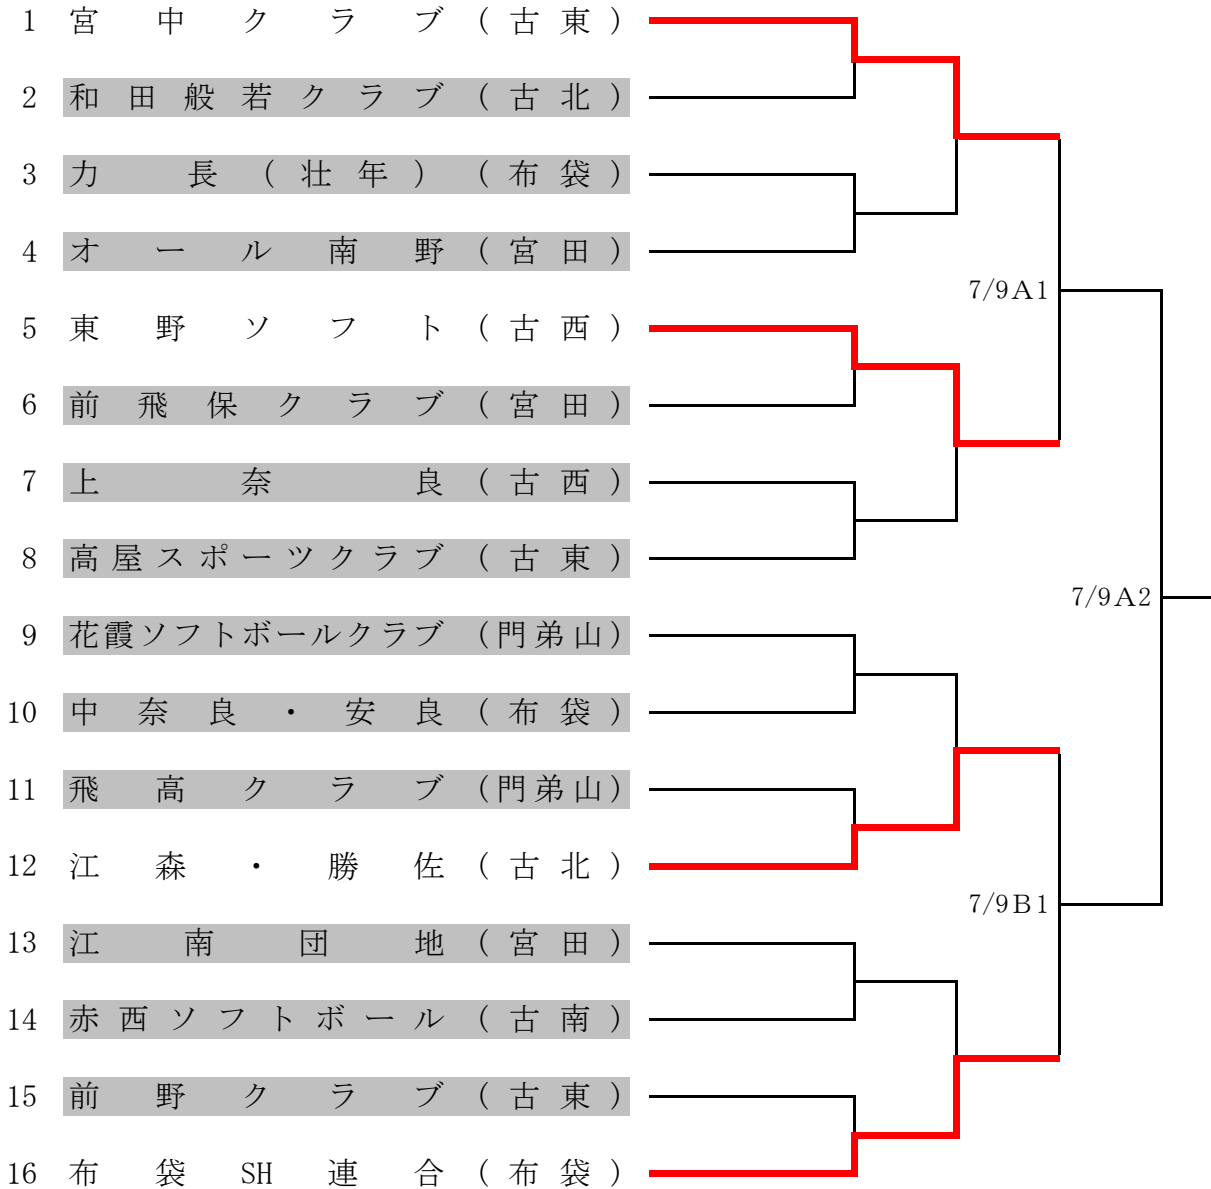 1 宮中クラブ(古東)
2 和田般若クラブ(古北)
3 力長(壮年)(布袋)
4 オール南野(宮田)
7/9A1
5 東野ソフト(古西)
6 前飛保クラブ(宮田)
7 上奈良(古西)
8 高屋スポーツクラブ(古東)
7/9A2
9 花霞ソフトボールクラブ(門弟山)
10 中奈良・安良(布袋)
11 飛高クラブ(門弟山)
12 江森・勝佐(古北)
7/9B1
13 江南団地(宮田)
14 赤西ソフトボール(古南)
15 前野クラブ(古東)
16 布袋SH連合(布袋)